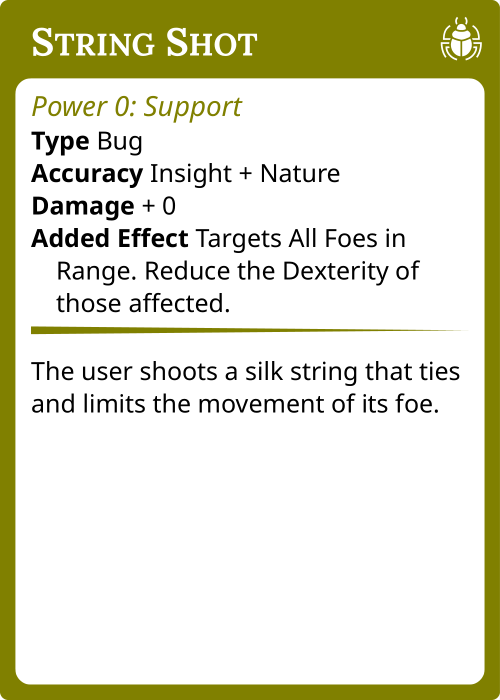 String Shot
Power 0: Support
Type Bug
Accuracy Insight + Nature
Damage + 0
Added Effect Targets All Foes in
Range. Reduce the Dexterity of
those affected.
The user shoots a silk string that ties
and limits the movement of its foe.